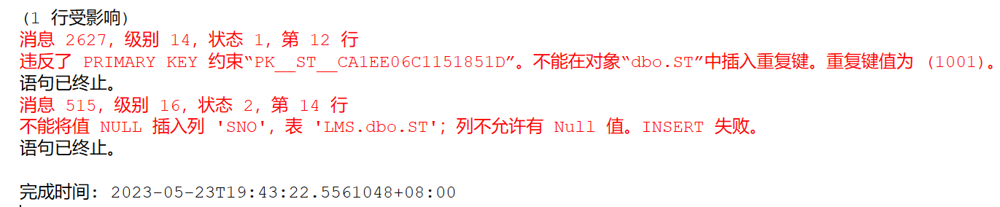 (1 行受影响)
消息 2627，级别 14，状态 1，第 12 行
违反了 PRIMARY KEY 约束“PK__ST__CA1EE06C1151851D”。不能在对象“dbo.ST”中插入重复键。重复键值为 (1001)。
语句已终止。
消息 515，级别 16，状态 2，第 14 行
不能将值 NULL 插入列 'SNO'，表 'LMS.dbo.ST'；列不允许有 Null 值。INSERT 失败。
语句已终止。
完成时间: 2023-05-23T19:43:22.5561048+08:00